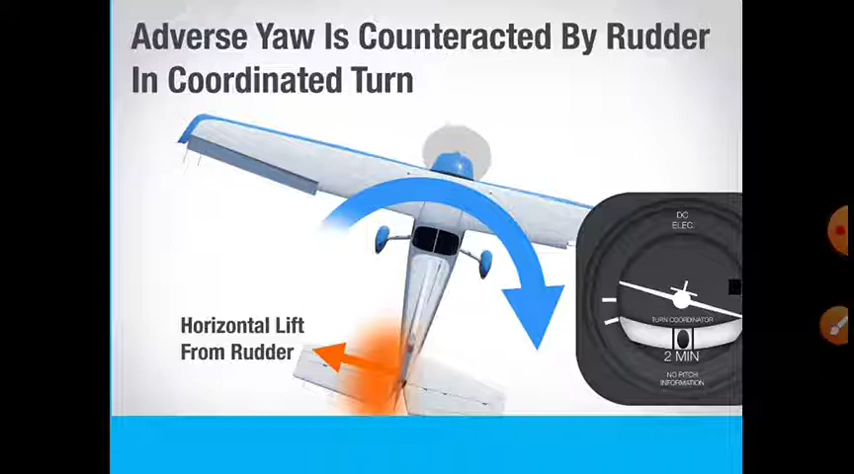 Adverse Yaw Is Counteracted By Rudder
In Coordinated Turn
DC
ELEC.
TURN COORDINATOR
2 MIN
NO PITCH
INFORMATION
Horizontal Lift
From Rudder